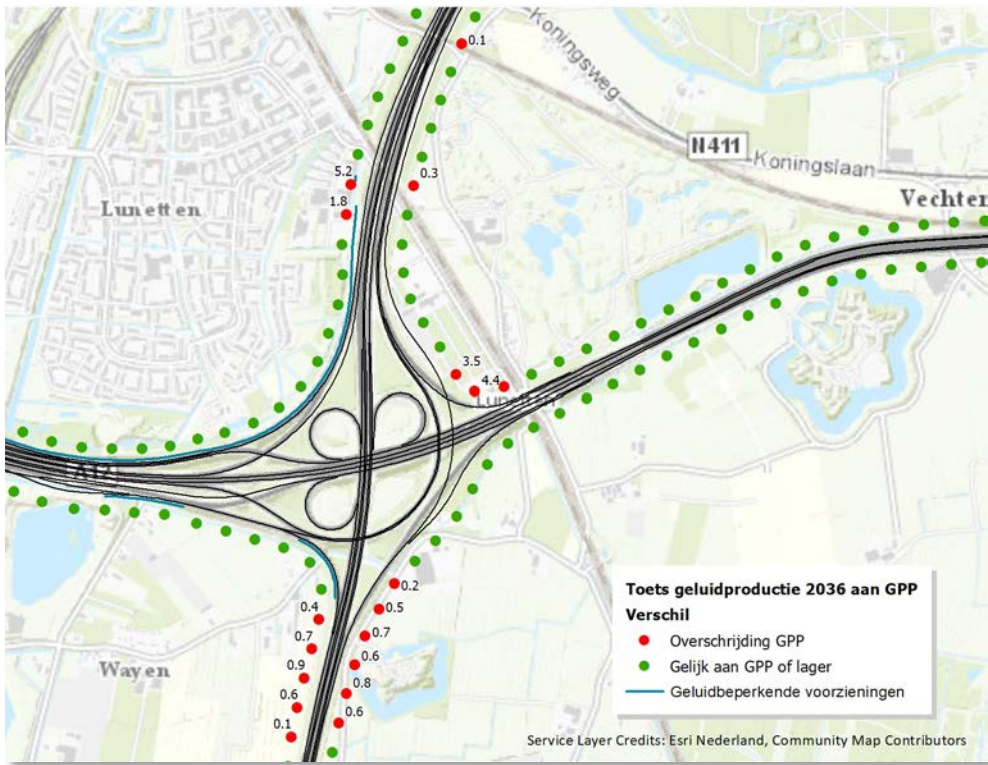 0.1
Koningsweg
N411
Koningslaan
Vechten
5.2
0.3
Lunetten
1.8
3.5
4.4
Lunetten
A12
0.2
0.4
0.5
0.7
0.7
0.9
0.6
0.6
0.8
0.1
0.6
Wayen
Toets geluidproductie 2036 aan GPP
Verschil
Overschrijding GPP
Gelijk aan GPP of lager
Geluidbeperkende voorzieningen
Service Layer Credits: Esri Nederland, Community Map Contributors